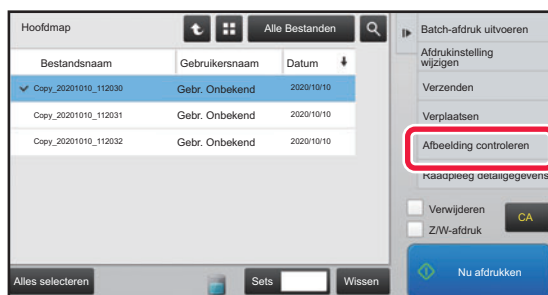 Hoofdmap
Alle Bestanden
Bestandsnaam Gebruikersnaam Datum
Copy_20201010_112030 Gebr. Onbekend 2020/10/10
Copy_20201010_112031 Gebr. Onbekend 2020/10/10
Copy_20201010_112032 Gebr. Onbekend 2020/10/10
Alles selecteren
Sets
Wissen
Batch-afdruk uitvoeren
Afdrukinstelling
wijzigen
Verzenden
Verplaatsen
Afbeelding controleren
Raadpleeg detailgegevens
Verwijderen
Z/W-afdruk
CA
Nu afdrukken